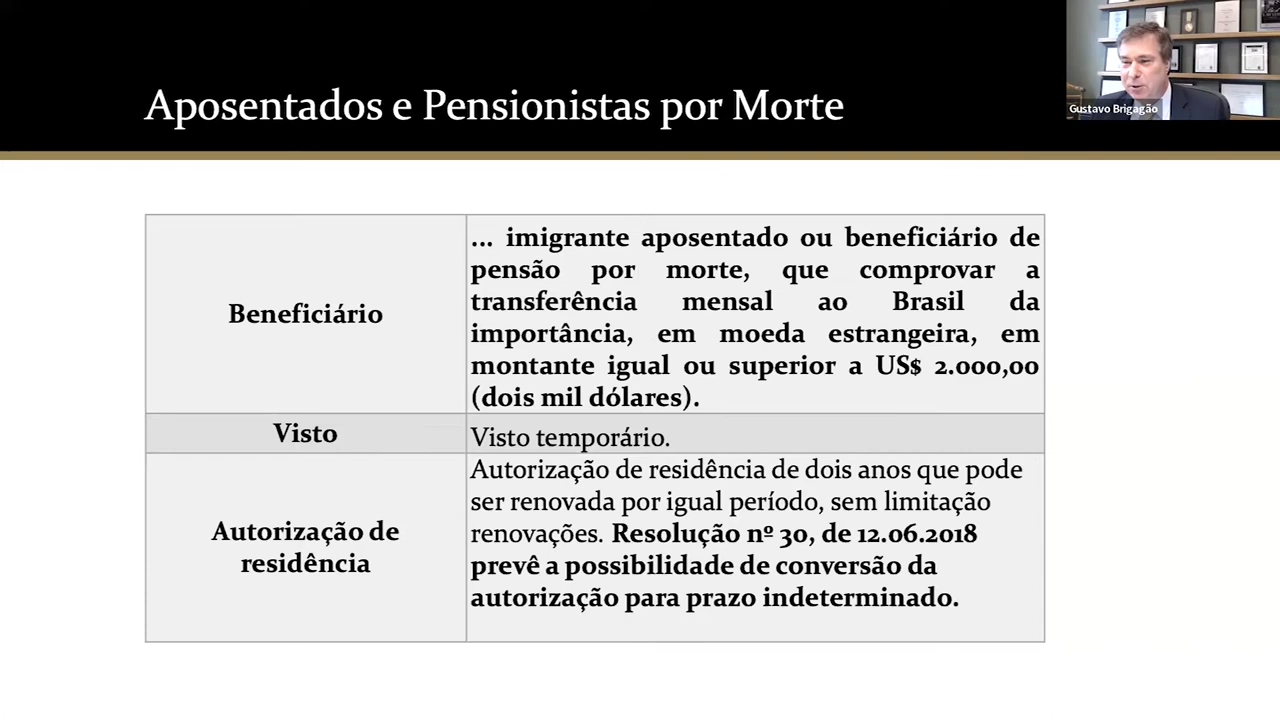 Aposentados e Pensionistas por Morte
Gustavo Brigagão
Beneficiário
... imigrante aposentado ou beneficiário de
pensão por morte, que comprovar a
transferência mensal ao Brasil da
importância, em moeda estrangeira, em
montante igual ou superior a US$ 2.000,00
(dois mil dólares).
Visto
Visto temporário.
Autorização de
residência
Autorização de residência de dois anos que pode
ser renovada por igual período, sem limitação
renovações. Resolução nº 30, de 12.06.2018
prevê a possibilidade de conversão da
autorização para prazo indeterminado.